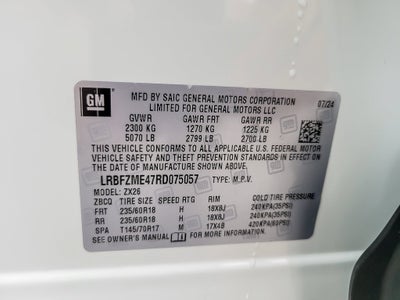 GM
MFD BY SAIC GENERAL MOTORS CORPORATION 07/24
LIMITED FOR GENERAL MOTORS LLC
GVWR GAWR FRT GAWR RR
2300 KG 1270 KG 1225 KG
5070 LB 2799 LB 2700 LB
THIS VEHICLE CONFORMS TO ALL APPLICABLE U.S. FEDERAL
MOTOR VEHICLE SAFETY AND THEFT PREVENTION STANDARDS IN
EFFECT ON THE DATE OF MANUFACTURE SHOWN ABOVE.
LRBFZME47RD075057 TYPE: M.P.V.
MODEL: ZX26
ZBCQ TIRE SIZE SPEED RTG RIM COLD TIRE PRESSURE
FRT 235/60R18 H 18X8J 240KPA(35PSI)
RR 235/60R18 H 18X8J 240KPA(35PSI)
SPA T145/70R17 M 17X4B 420KPA(60PSI)
SEE OWNER'S MANUAL FOR ADDITIONAL INFORMATION